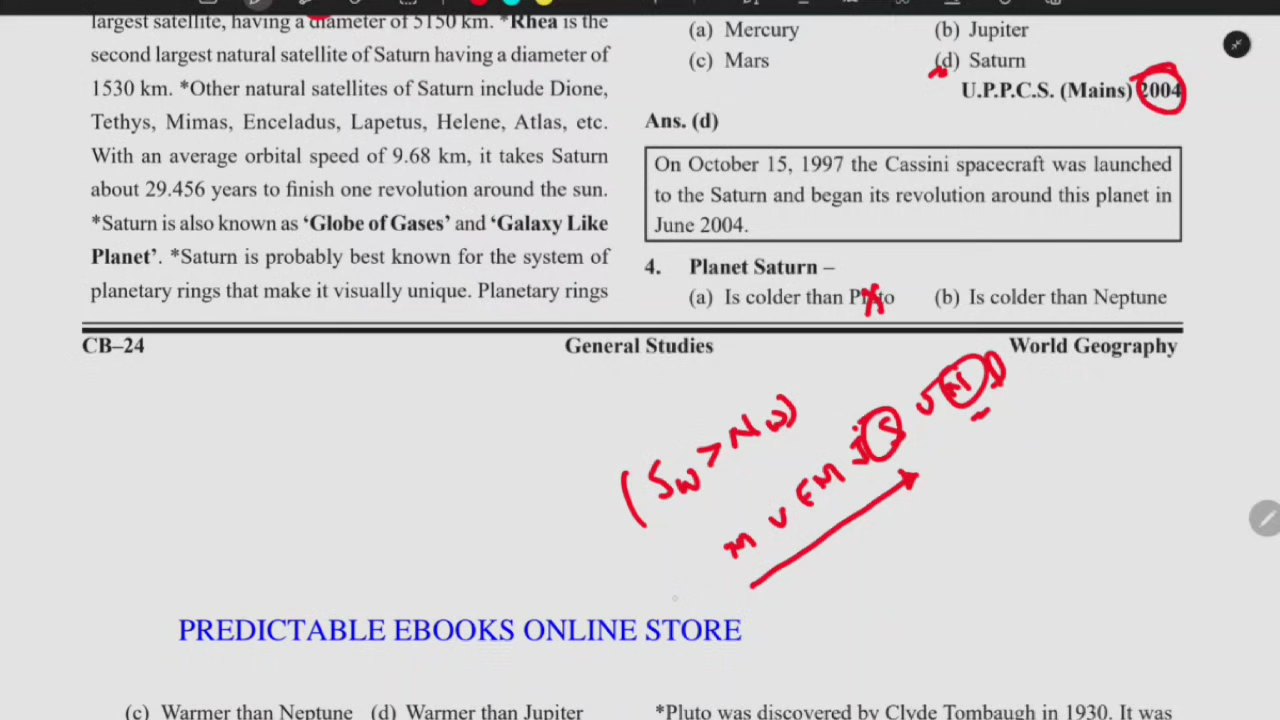 largest satellite, having a diameter of 5150 km. *Rhea is the
second largest natural satellite of Saturn having a diameter of
1530 km. *Other natural satellites of Saturn include Dione,
Tethys, Mimas, Enceladus, Lapetus, Helene, Atlas, etc.
With an average orbital speed of 9.68 km, it takes Saturn
about 29.456 years to finish one revolution around the sun.
*Saturn is also known as ‘Globe of Gases’ and ‘Galaxy Like
Planet’. *Saturn is probably best known for the system of
planetary rings that make it visually unique. Planetary rings
(a) Mercury (b) Jupiter
(c) Mars (d) Saturn
U.P.P.C.S. (Mains) 2004
Ans. (d)
On October 15, 1997 the Cassini spacecraft was launched
to the Saturn and began its revolution around this planet in
June 2004.
4. Planet Saturn –
(a) Is colder than Pluto (b) Is colder than Neptune
CB–24 General Studies World Geography
(Sw > Nw)
M V E M J S U N
PREDICTABLE EBOOKS ONLINE STORE
(c) Warmer than Neptune (d) Warmer than Jupiter
*Pluto was discovered by Clyde Tombaugh in 1930. It was